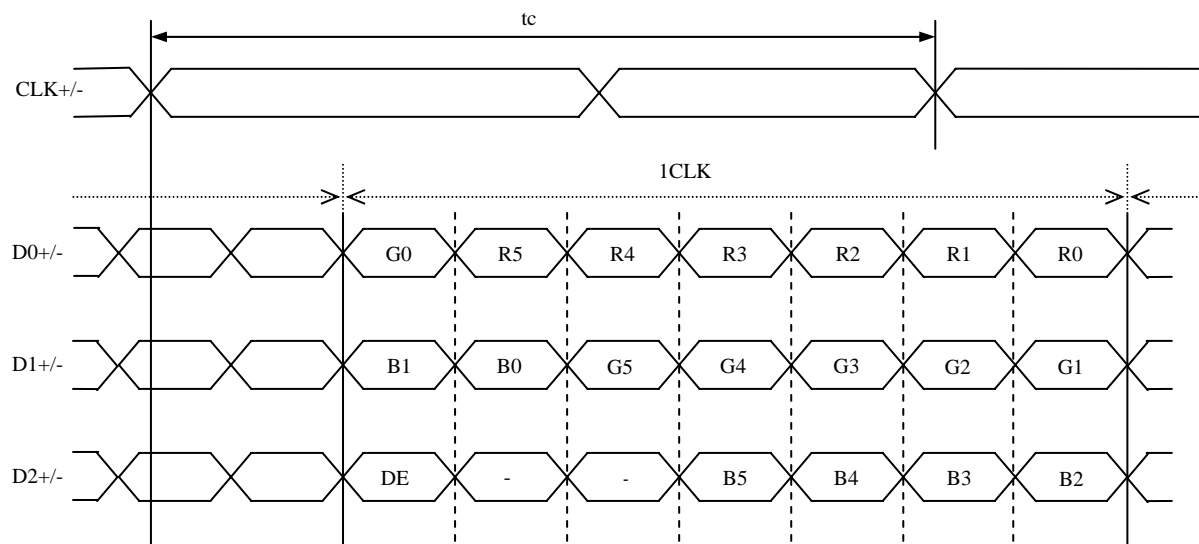 tc
CLK+/-
1CLK
D0+/- G0 R5 R4 R3 R2 R1 R0
D1+/- B1 B0 G5 G4 G3 G2 G1
D2+/- DE - - B5 B4 B3 B2